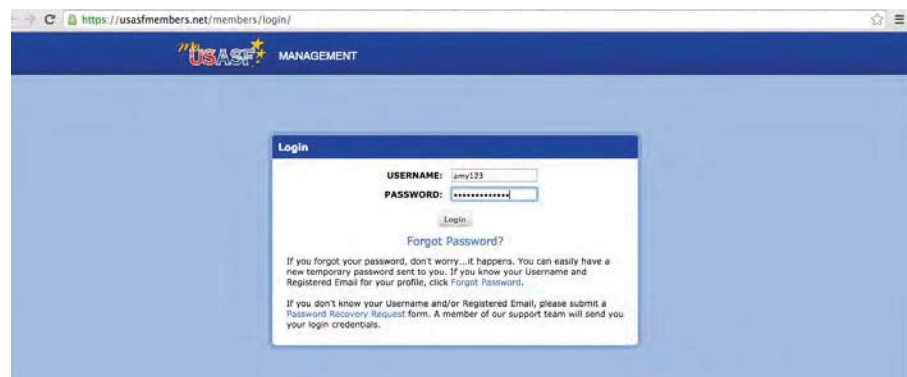 https://usasfmembers.net/members/login/
my USASF MANAGEMENT
Login
USERNAME: amy123
PASSWORD: •••••••••••••
Login
Forgot Password?
If you forgot your password, don't worry...it happens. You can easily have a
new temporary password sent to you. If you know your Username and
Registered Email for your profile, click Forgot Password.
If you don't know your Username and/or Registered Email, please submit a
Password Recovery Request form. A member of our support team will send you
your login credentials.